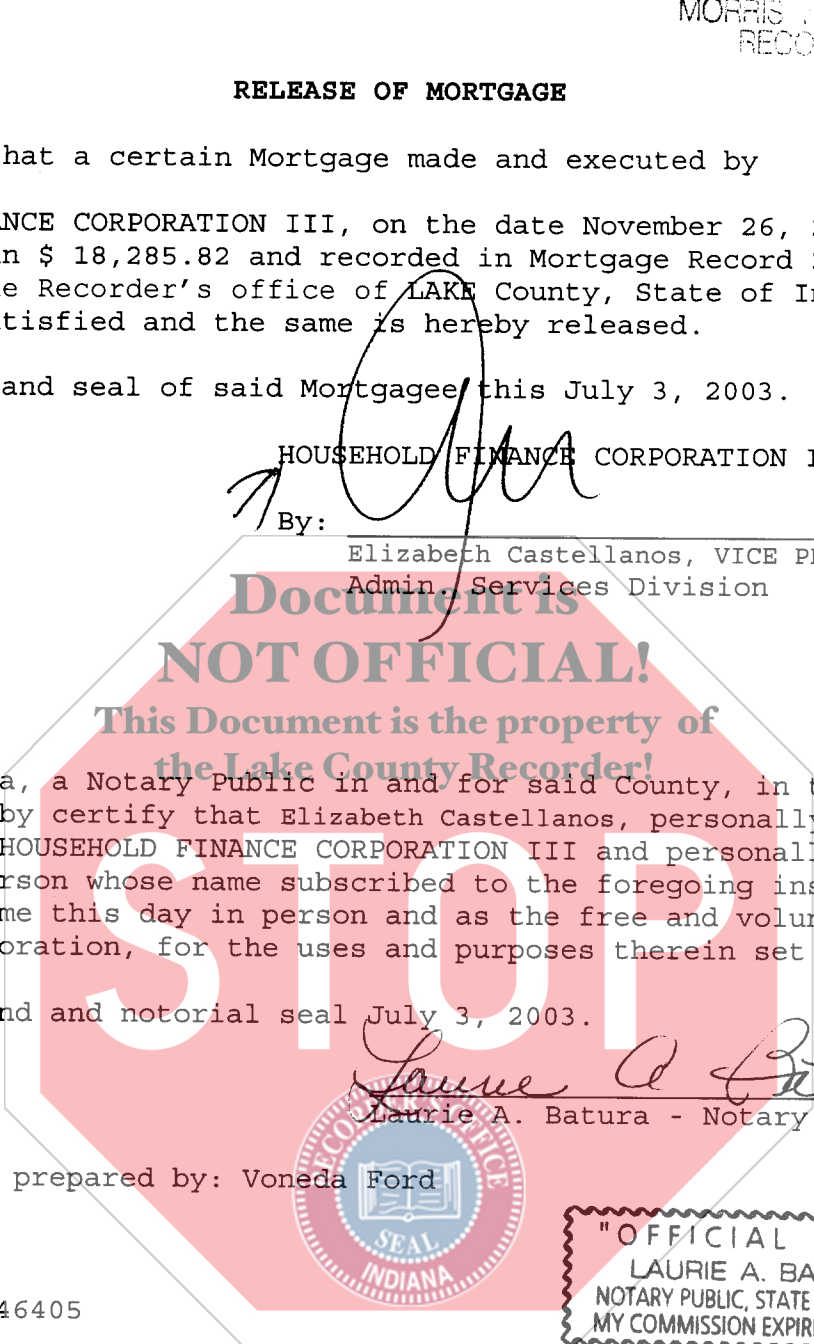 MORRIS
RECO
RELEASE OF MORTGAGE
hat a certain Mortgage made and executed by
ANCE CORPORATION III, on the date November 26,
n $ 18,285.82 and recorded in Mortgage Record
e Recorder's office of LAKE County, State of In
tisfied and the same is hereby released.
and seal of said Mortgagee this July 3, 2003.
HOUSEHOLD FINANCE CORPORATION I
By:
Elizabeth Castellanos, VICE P
Admin. Services Division
Document is
NOT OFFICIAL!
This Document is the property of
the Lake County Recorder!
a, a Notary Public in and for said County, in t
by certify that Elizabeth Castellanos, personally
HOUSEHOLD FINANCE CORPORATION III and personall
rson whose name subscribed to the foregoing ins
me this day in person and as the free and volun
oration, for the uses and purposes therein set
STOP
nd and notorial seal July 3, 2003.
Laurie A Bat
Laurie A. Batura - Notary
prepared by: Voneda Ford
RECORDER'S OFFICE
SEAL
INDIANA
"OFFICIAL
LAURIE A. BA
NOTARY PUBLIC, STATE
MY COMMISSION EXPIR
46405